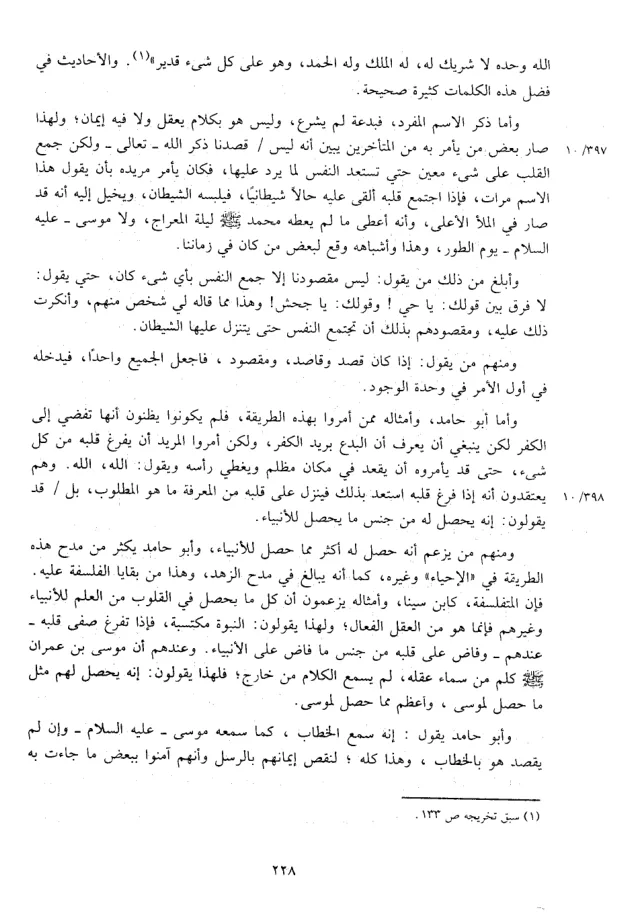 الله وحده لا شريك له، له الملك وله الحمد، وهو على كل شىء قدير»(١). والأحاديث في
فضل هذه الكلمات كثيرة صحيحة.
وأما ذكر الاسم المفرد، فبدعة لم يشرع، وليس هو بكلام يعقل ولا فيه إيمان؛ ولهذا
١٠/٣٩٧ صار بعض من يأمر به من المتأخرين يبين أنه ليس / قصدنا ذكر الله ـ تعالى ـ ولكن جمع
القلب على شىء معين حتي تستعد النفس لما يرد عليها، فكان يأمر مريده بأن يقول هذا
الاسم مرات، فإذا اجتمع قلبه ألقى عليه حالاً شيطانيًا، فيلبسه الشيطان، ويخيل إليه أنه قد
صار في الملأ الأعلى، وأنه أعطى ما لم يعطه محمد ﷺ ليلة المعراج، ولا موسى ـ عليه
السلام ـ يوم الطور، وهذا وأشباهه وقع لبعض من كان في زماننا.
وأبلغ من ذلك من يقول: ليس مقصودنا إلا جمع النفس بأي شىء كان، حتي يقول:
لا فرق بين قولك: يا حي ! وقولك: يا جحش! وهذا مما قاله لي شخص منهم، وأنكرت
ذلك عليه، ومقصودهم بذلك أن تجتمع النفس حتى يتنزل عليها الشيطان.
ومنهم من يقول: إذا كان قصد وقاصد، ومقصود ، فاجعل الجميع واحدًا، فيدخله
في أول الأمر في وحدة الوجود.
وأما أبو حامد، وأمثاله ممن أمروا بهذه الطريقة، فلم يكونوا يظنون أنها تفضي إلى
الكفر لكن ينبغي أن يعرف أن البدع بريد الكفر، ولكن أمروا المريد أن يفرغ قلبه من كل
شىء، حتى قد يأمروه أن يقعد في مكان مظلم ويغطي رأسه ويقول: الله، الله. وهم
١٠/٣٩٨ يعتقدون أنه إذا فرغ قلبه استعد بذلك فينزل على قلبه من المعرفة ما هو المطلوب، بل / قد
يقولون: إنه يحصل له من جنس ما يحصل للأنبياء.
ومنهم من يزعم أنه حصل له أكثر مما حصل للأنبياء، وأبو حامد يكثر من مدح هذه
الطريقة في «الإحياء» وغيره، كما أنه يبالغ في مدح الزهد، وهذا من بقايا الفلسفة عليه.
فإن المتفلسفة، كابن سينا، وأمثاله يزعمون أن كل ما يحصل في القلوب من العلم للأنبياء
وغيرهم فإنما هو من العقل الفعال؛ ولهذا يقولون: النبوة مكتسبة، فإذا تفرغ صفى قلبه ـ
عندهم ـ وفاض على قلبه من جنس ما فاض على الأنبياء. وعندهم أن موسى بن عمران
ﷺ كلم من سماء عقله، لم يسمع الكلام من خارج؛ فلهذا يقولون: إنه يحصل لهم مثل
ما حصل لموسى ، وأعظم مما حصل لموسى.
وأبو حامد يقول : إنه سمع الخطاب ، كما سمعه موسى ـ عليه السلام ـ وإن لم
يقصد هو بالخطاب ، وهذا كله ؛ لنقص إيمانهم بالرسل وأنهم آمنوا ببعض ما جاءت به
(١) سبق تخريجه ص ١٣٣.
٢٢٨